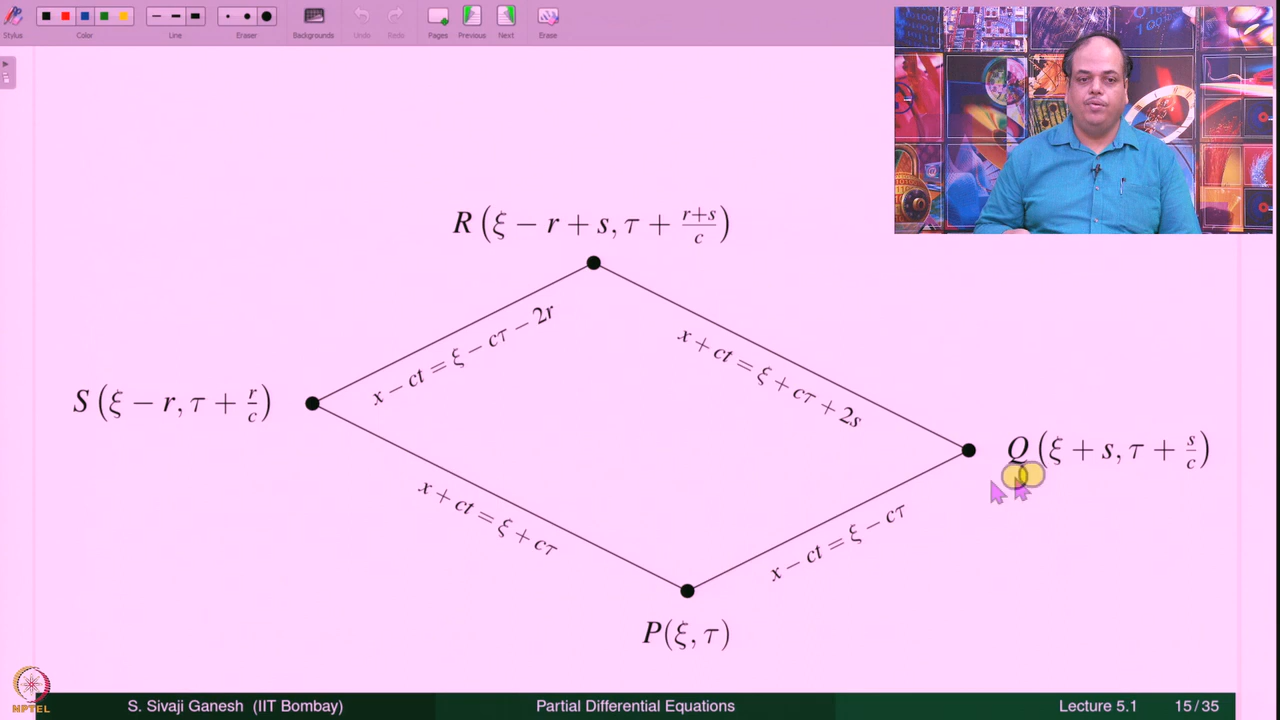 Stylus
Color
Line
Eraser
Backgrounds
Undo
Redo
Pages
Previous
Next
Erase
R (ξ − r + s, τ + (r+s)/c)
x − ct = ξ − cτ − 2r
x + ct = ξ + cτ + 2s
S (ξ − r, τ + r/c)
Q (ξ + s, τ + s/c)
x + ct = ξ + cτ
x − ct = ξ − cτ
P(ξ, τ)
NPTEL
S. Sivaji Ganesh (IIT Bombay) Partial Differential Equations Lecture 5.1 15 / 35